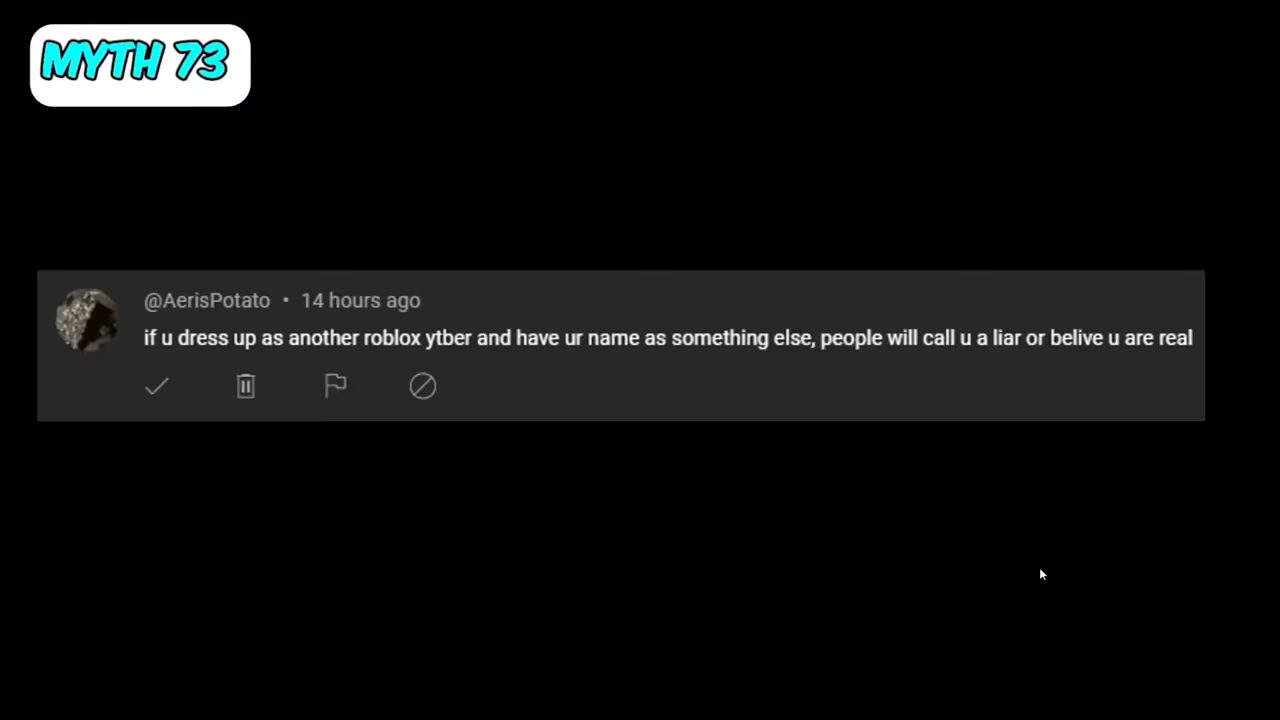 MYTH 73
@AerisPotato • 14 hours ago
if u dress up as another roblox ytber and have ur name as something else, people will call u a liar or belive u are real